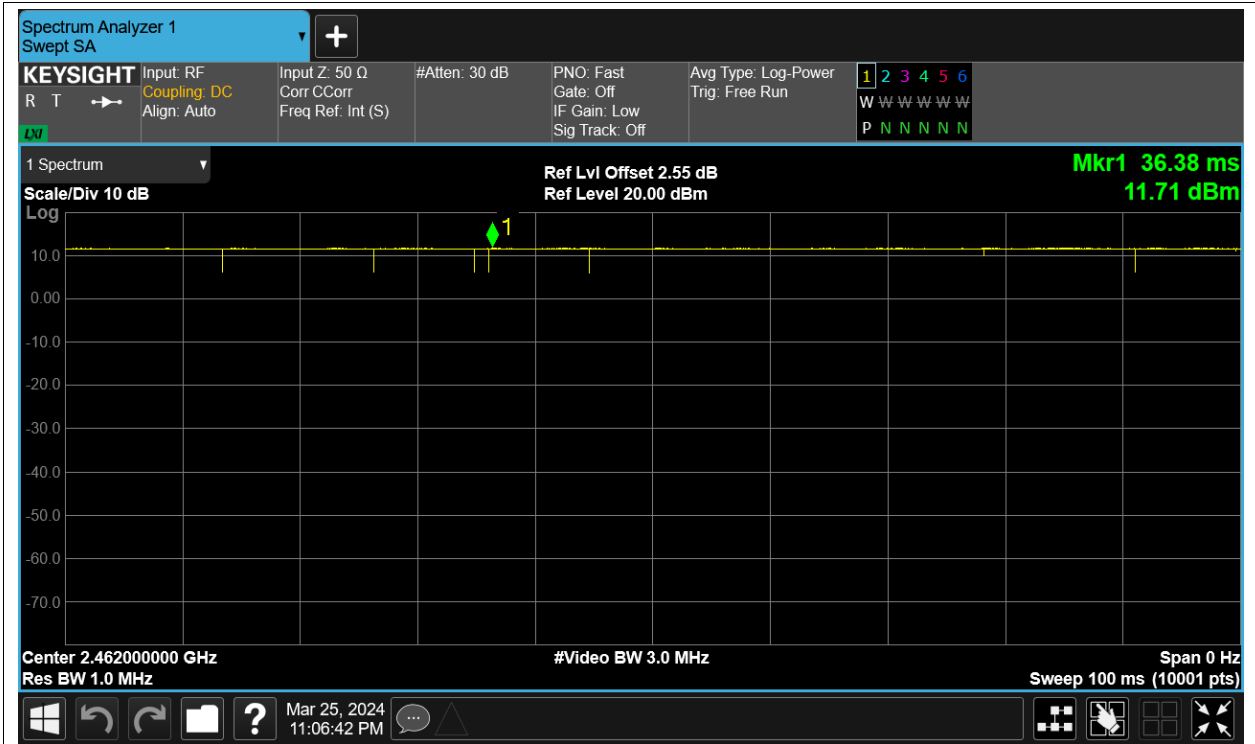 Spectrum Analyzer 1
Swept SA
KEYSIGHT
R T
LXI
Input: RF
Coupling: DC
Align: Auto
Input Z: 50 Ω
Corr CCorr
Freq Ref: Int (S)
#Atten: 30 dB
PNO: Fast
Gate: Off
IF Gain: Low
Sig Track: Off
Avg Type: Log-Power
Trig: Free Run
1 2 3 4 5 6
W W W W W W
P N N N N N
1 Spectrum
Scale/Div 10 dB
Ref Lvl Offset 2.55 dB
Ref Level 20.00 dBm
Mkr1 36.38 ms
11.71 dBm
Log
1
10.0
0.00
-10.0
-20.0
-30.0
-40.0
-50.0
-60.0
-70.0
Center 2.462000000 GHz
#Video BW 3.0 MHz
Span 0 Hz
Res BW 1.0 MHz
Sweep 100 ms (10001 pts)
?
Mar 25, 2024
11:06:42 PM